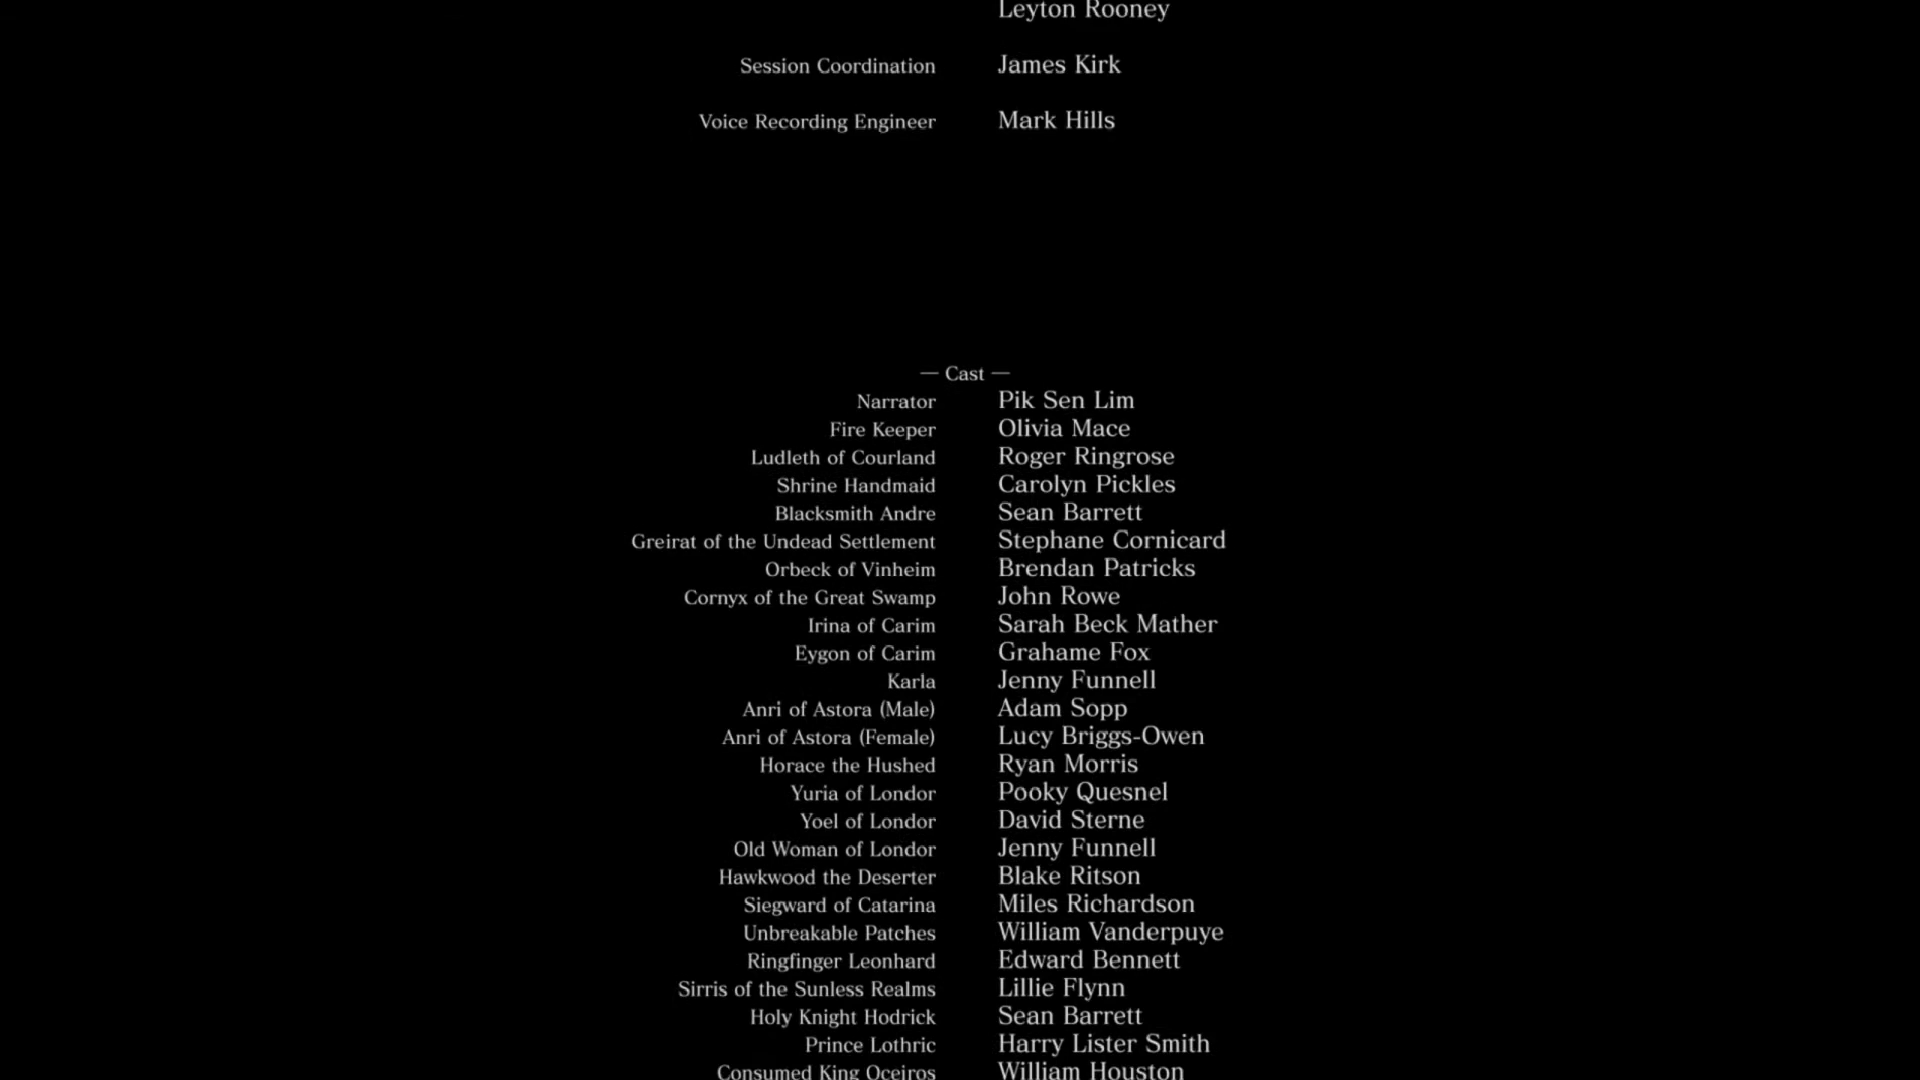 Leyton Rooney
Session Coordination James Kirk
Voice Recording Engineer Mark Hills
— Cast —
Narrator Pik Sen Lim
Fire Keeper Olivia Mace
Ludleth of Courland Roger Ringrose
Shrine Handmaid Carolyn Pickles
Blacksmith Andre Sean Barrett
Greirat of the Undead Settlement Stephane Cornicard
Orbeck of Vinheim Brendan Patricks
Cornyx of the Great Swamp John Rowe
Irina of Carim Sarah Beck Mather
Eygon of Carim Grahame Fox
Karla Jenny Funnell
Anri of Astora (Male) Adam Sopp
Anri of Astora (Female) Lucy Briggs-Owen
Horace the Hushed Ryan Morris
Yuria of Londor Pooky Quesnel
Yoel of Londor David Sterne
Old Woman of Londor Jenny Funnell
Hawkwood the Deserter Blake Ritson
Siegward of Catarina Miles Richardson
Unbreakable Patches William Vanderpuye
Ringfinger Leonhard Edward Bennett
Sirris of the Sunless Realms Lillie Flynn
Holy Knight Hodrick Sean Barrett
Prince Lothric Harry Lister Smith
Consumed King Oceiros William Houston